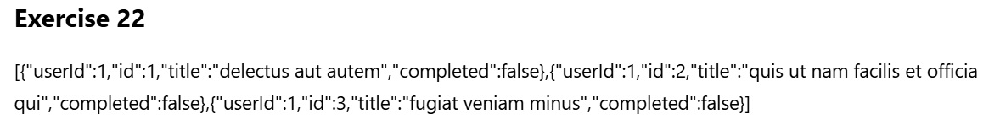 Exercise 22
[{"userId":1,"id":1,"title":"delectus aut autem","completed":false},{"userId":1,"id":2,"title":"quis ut nam facilis et officia
qui","completed":false},{"userId":1,"id":3,"title":"fugiat veniam minus","completed":false}]